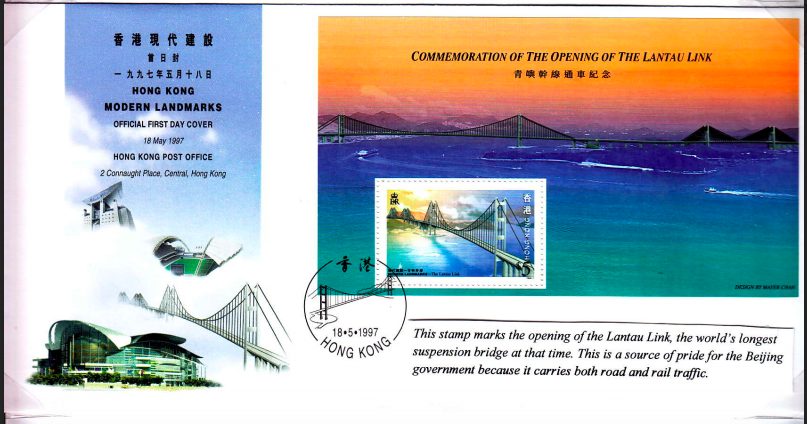 香港現代建設
首日封
一九九七年五月十八日
HONG KONG
MODERN LANDMARKS
OFFICIAL FIRST DAY COVER
18 May 1997
HONG KONG POST OFFICE
2 Connaught Place, Central, Hong Kong
COMMEMORATION OF THE OPENING OF THE LANTAU LINK
青嶼幹線通車紀念
香港
HONG KONG
$5
The Lantau Link
DESIGN BY MAYER CHAN
香港
18•5•1997
HONG KONG
This stamp marks the opening of the Lantau Link, the world's longest
suspension bridge at that time. This is a source of pride for the Beijing
government because it carries both road and rail traffic.